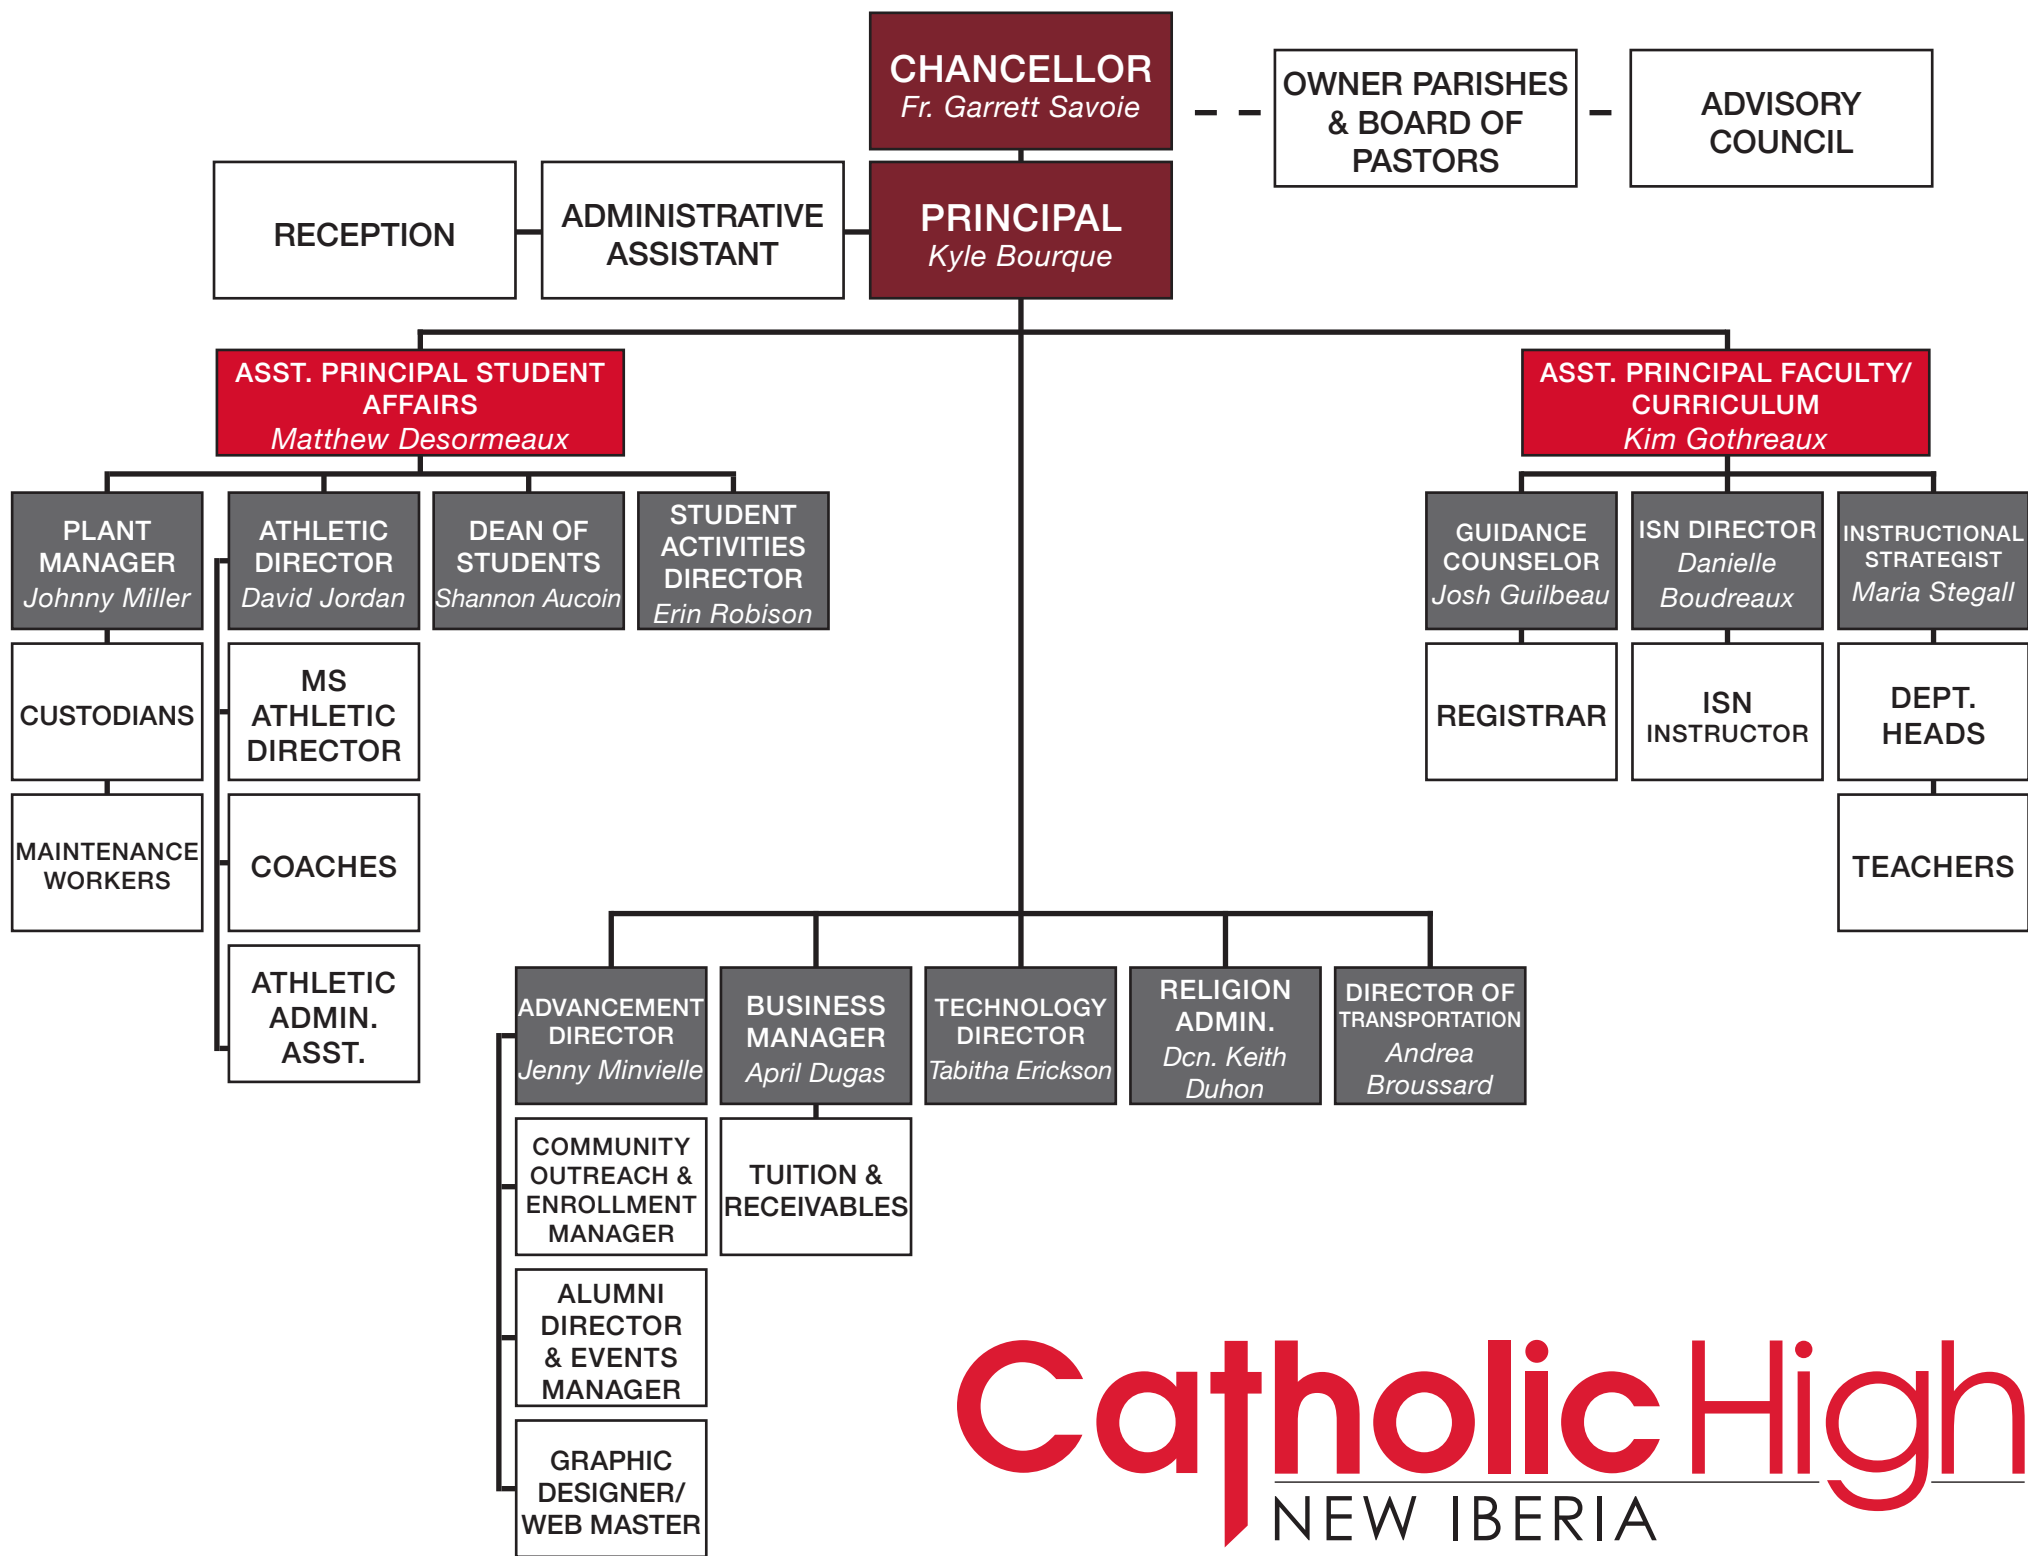 CHANCELLOR
Fr. Garrett Savoie
OWNER PARISHES
& BOARD OF
PASTORS
ADVISORY
COUNCIL
RECEPTION
ADMINISTRATIVE
ASSISTANT
PRINCIPAL
Kyle Bourque
ASST. PRINCIPAL STUDENT
AFFAIRS
Matthew Desormeaux
ASST. PRINCIPAL FACULTY/
CURRICULUM
Kim Gothreaux
PLANT
MANAGER
Johnny Miller
ATHLETIC
DIRECTOR
David Jordan
DEAN OF
STUDENTS
Shannon Aucoin
STUDENT
ACTIVITIES
DIRECTOR
Erin Robison
GUIDANCE
COUNSELOR
Josh Guilbeau
ISN DIRECTOR
Danielle
Boudreaux
INSTRUCTIONAL
STRATEGIST
Maria Stegall
CUSTODIANS
MS
ATHLETIC
DIRECTOR
REGISTRAR
ISN
INSTRUCTOR
DEPT.
HEADS
MAINTENANCE
WORKERS
COACHES
TEACHERS
ATHLETIC
ADMIN.
ASST.
ADVANCEMENT
DIRECTOR
Jenny Minvielle
BUSINESS
MANAGER
April Dugas
TECHNOLOGY
DIRECTOR
Tabitha Erickson
RELIGION
ADMIN.
Dcn. Keith
Duhon
DIRECTOR OF
TRANSPORTATION
Andrea
Broussard
COMMUNITY
OUTREACH &
ENROLLMENT
MANAGER
TUITION &
RECEIVABLES
ALUMNI
DIRECTOR
& EVENTS
MANAGER
GRAPHIC
DESIGNER/
WEB MASTER
Catholic High
NEW IBERIA